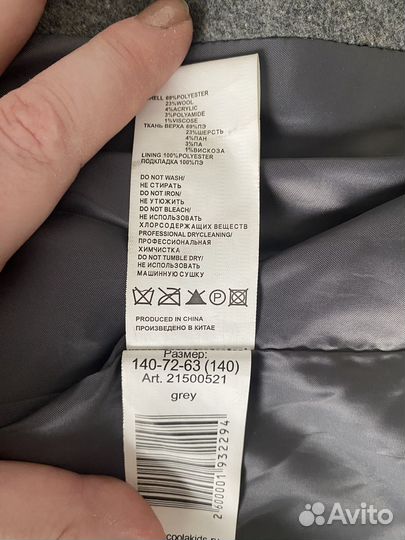 SHELL 69%POLYESTER
23%WOOL
4%ACRYLIC
3%POLYAMIDE
1%VISCOSE
ТКАНЬ ВЕРХА 69%ПЭ
23%ШЕРСТЬ
4%ПАН
3%ПА
1%ВИСКОЗА
LINING 100%POLYESTER
ПОДКЛАДКА 100%ПЭ
DO NOT WASH/
НЕ СТИРАТЬ
DO NOT IRON/
НЕ УТЮЖИТЬ
DO NOT BLEACH/
НЕ ИСПОЛЬЗОВАТЬ
ХЛОРСОДЕРЖАЩИХ ВЕЩЕСТВ
PROFESSIONAL DRYCLEANING/
ПРОФЕССИОНАЛЬНАЯ
ХИМЧИСТКА
DO NOT TUMBLE DRY/
НЕ ИСПОЛЬЗОВАТЬ
МАШИННУЮ СУШКУ
P
PRODUCED IN CHINA
ПРОИЗВЕДЕНО В КИТАЕ
Размер:
140-72-63 (140)
Art. 21500521
grey
2600001932294
Avito